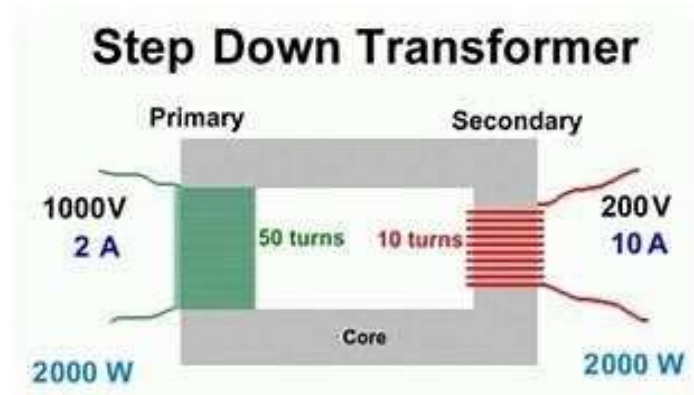 Step Down Transformer
Primary
Secondary
1000V
2 A
50 turns
10 turns
200V
10 A
Core
2000 W
2000 W